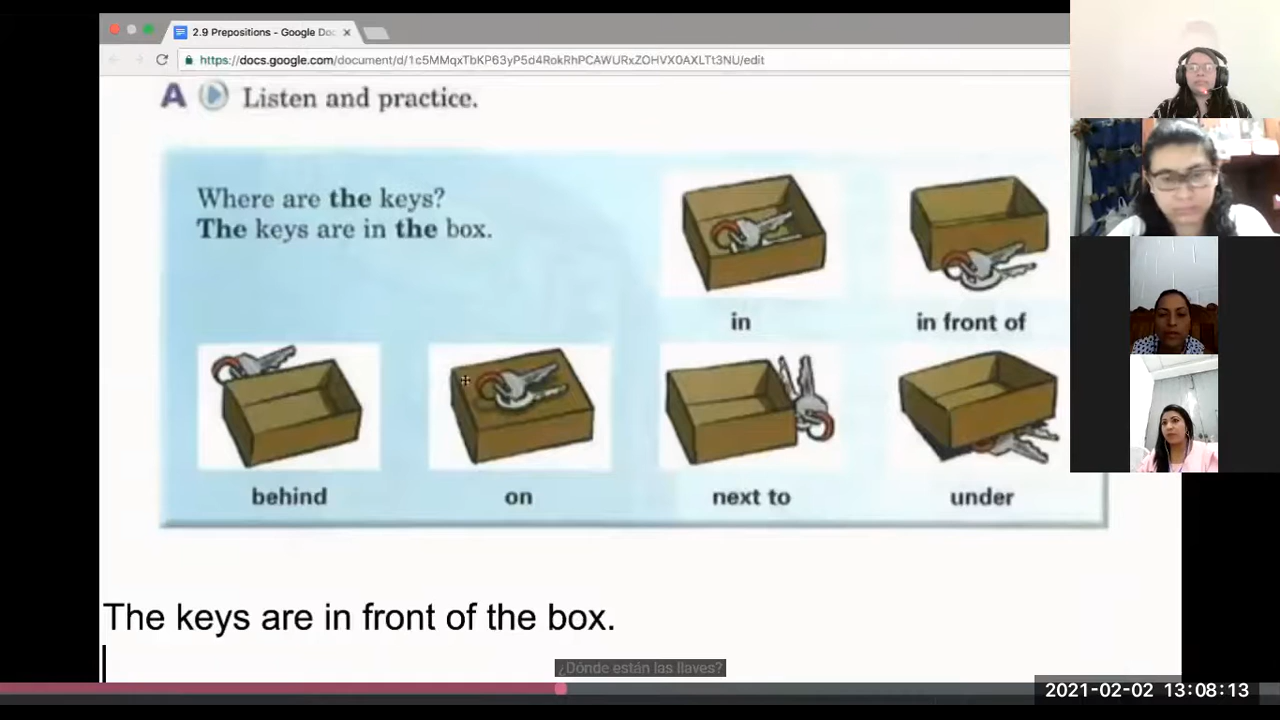 2.9 Prepositions - Google Doc
https://docs.google.com/document/d/1c5MMqxTbKP63yP5d4RokRhPCAWURxZOHVX0AXLTt3NU/edit
A Listen and practice.
Where are the keys?
The keys are in the box.
in
in front of
behind
on
next to
under
The keys are in front of the box.
¿Dónde están las llaves?
2021-02-02 13:08:13